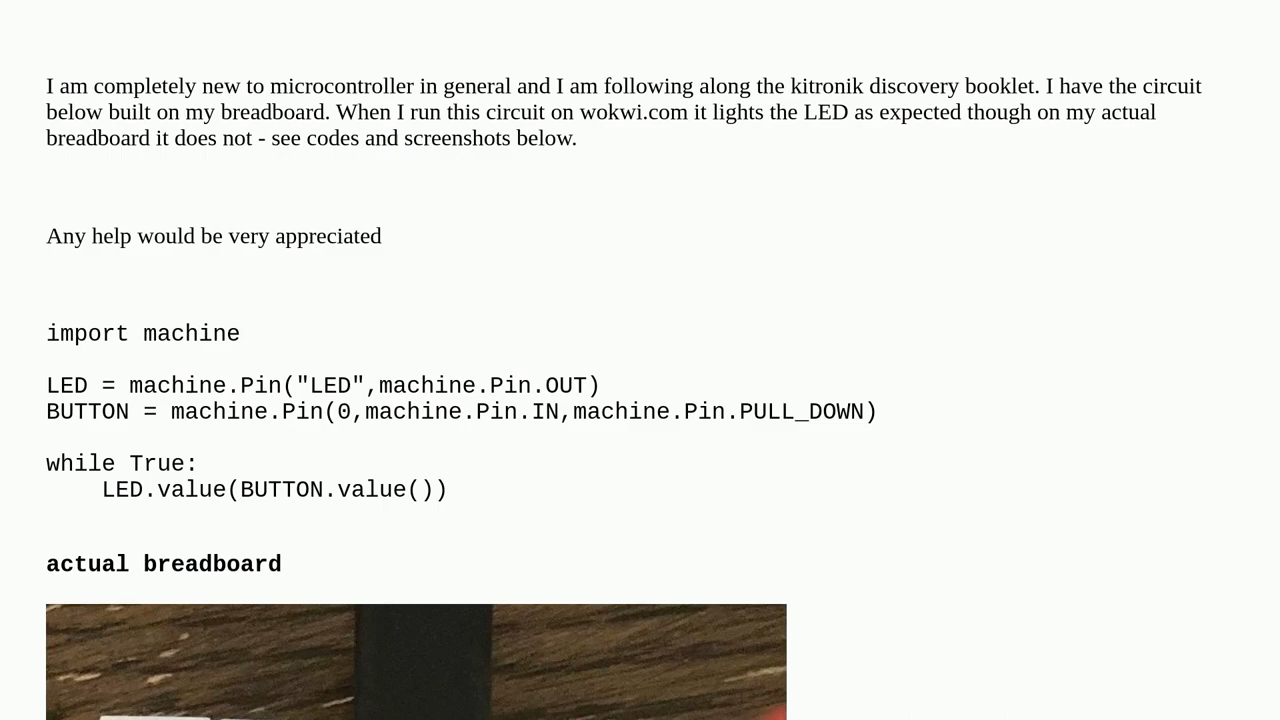 I am completely new to microcontroller in general and I am following along the kitronik discovery booklet. I have the circuit
below built on my breadboard. When I run this circuit on wokwi.com it lights the LED as expected though on my actual
breadboard it does not - see codes and screenshots below.
Any help would be very appreciated
import machine
LED = machine.Pin("LED",machine.Pin.OUT)
BUTTON = machine.Pin(0,machine.Pin.IN,machine.Pin.PULL_DOWN)
while True:
    LED.value(BUTTON.value())
actual breadboard